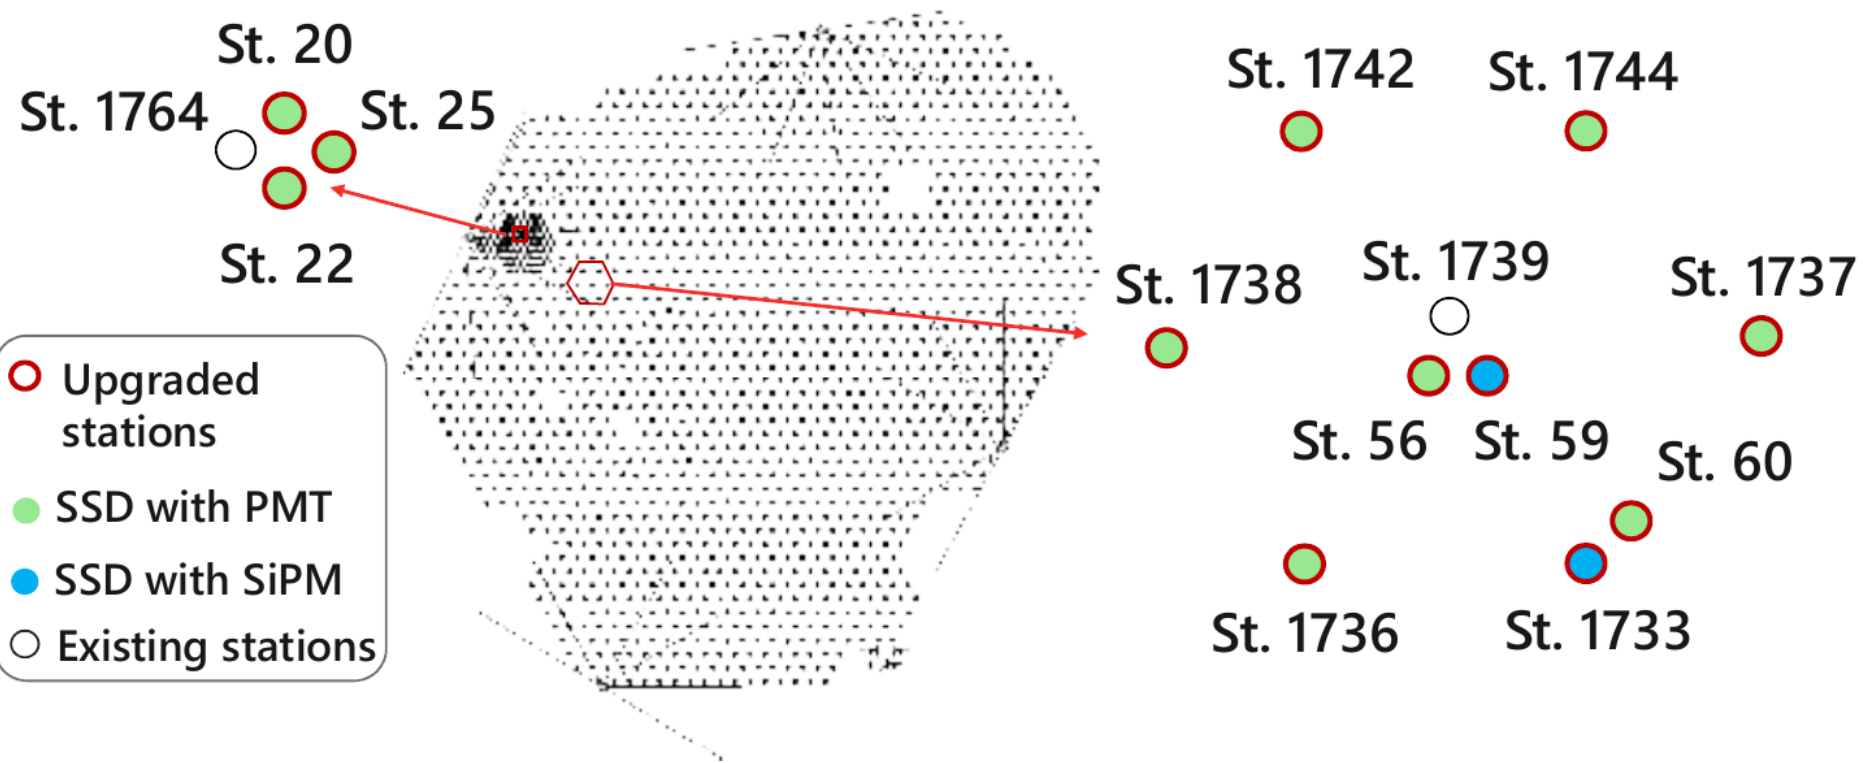 St. 20
St. 1764
St. 25
St. 22
Upgraded
stations
SSD with PMT
SSD with SiPM
Existing stations
St. 1742
St. 1744
St. 1739
St. 1738
St. 1737
St. 56
St. 59
St. 60
St. 1736
St. 1733